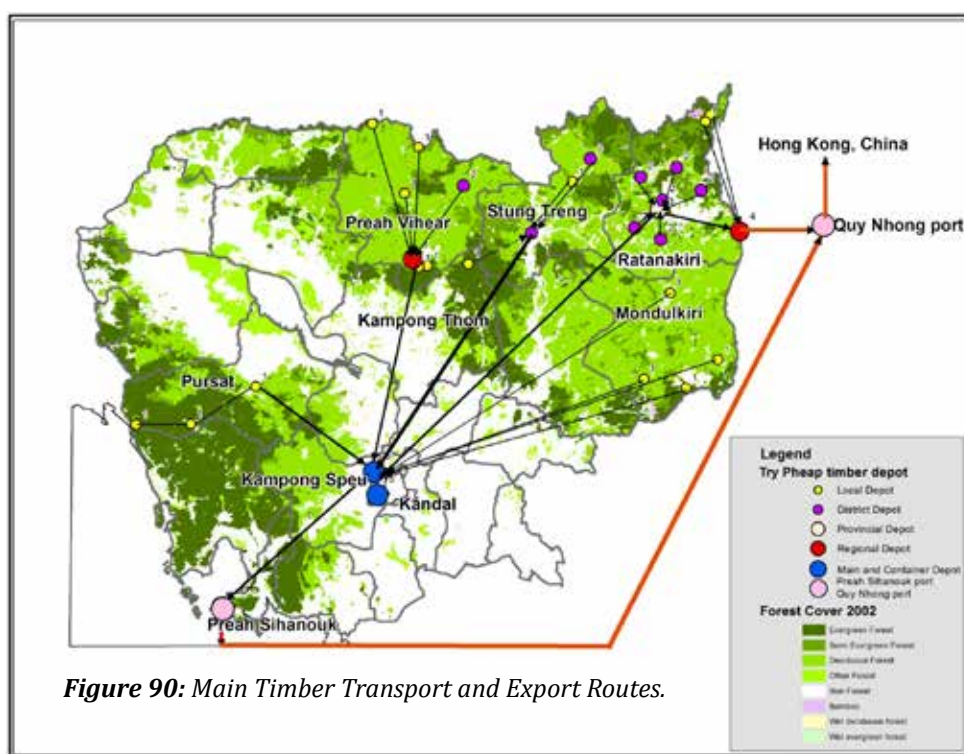 Hong Kong, China
Preah Vihear
Stung Treng
Quy Nhong port
Ratanakiri
Kampong Thom
Mondulkiri
Pursat
Kampong Speu
Kandal
Preah Sihanouk
Legend
Try Pheap timber depot
Local Depot
District Depot
Provincial Depot
Regional Depot
Main and Container Depot
Preah Sihanouk port
Quy Nhong port
Forest Cover 2002
Evergreen Forest
Semi Evergreen Forest
Deciduous Forest
Other Forest
Non Forest
Bamboo
Figure 90: Main Timber Transport and Export Routes.